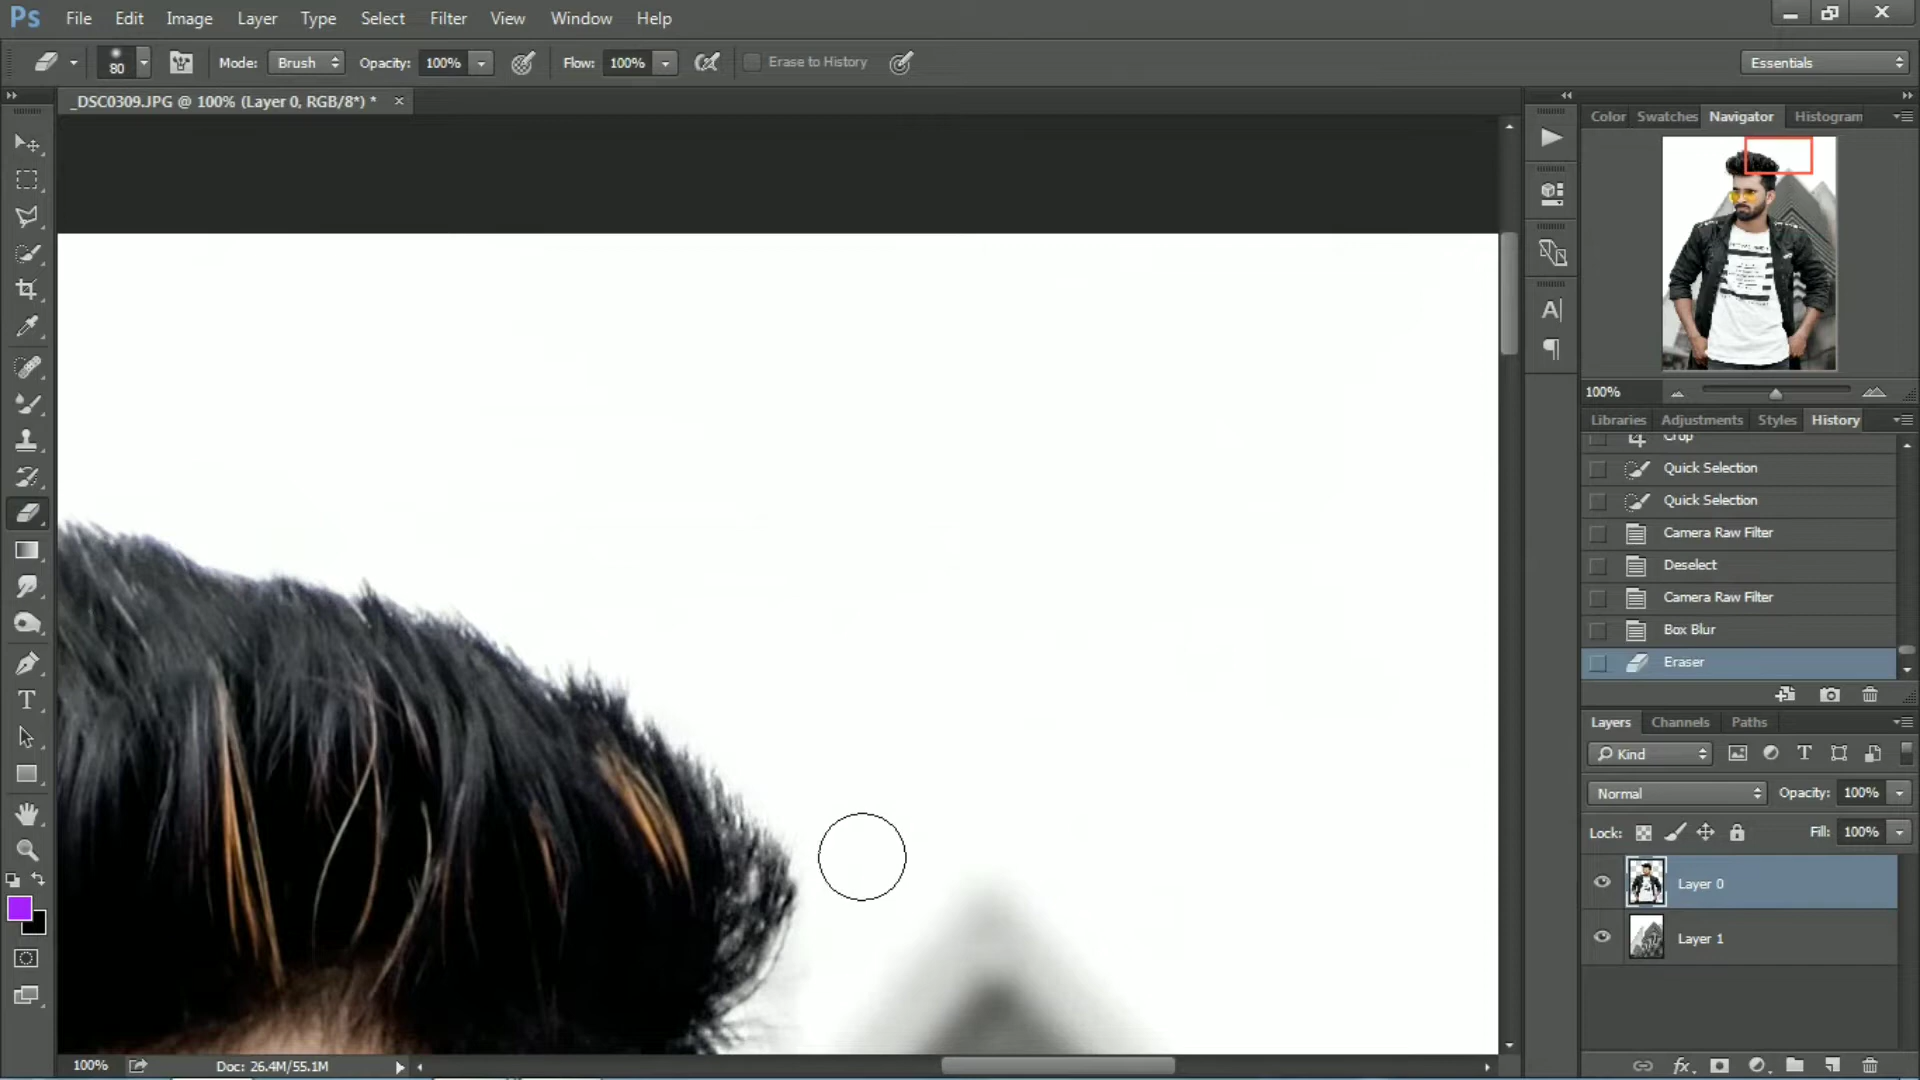 Ps File Edit Image Layer Type Select Filter View Window Help
80 Mode: Brush Opacity: 100% Flow: 100% Erase to History Essentials
_DSC0309.JPG @ 100% (Layer 0, RGB/8*) * ×
Color Swatches Navigator Histogram
100%
Libraries Adjustments Styles History
Crop
Quick Selection
Quick Selection
Camera Raw Filter
Deselect
Camera Raw Filter
Box Blur
Eraser
Layers Channels Paths
Kind
Normal Opacity: 100%
Lock: Fill: 100%
Layer 0
Layer 1
100% Doc: 26.4M/55.1M